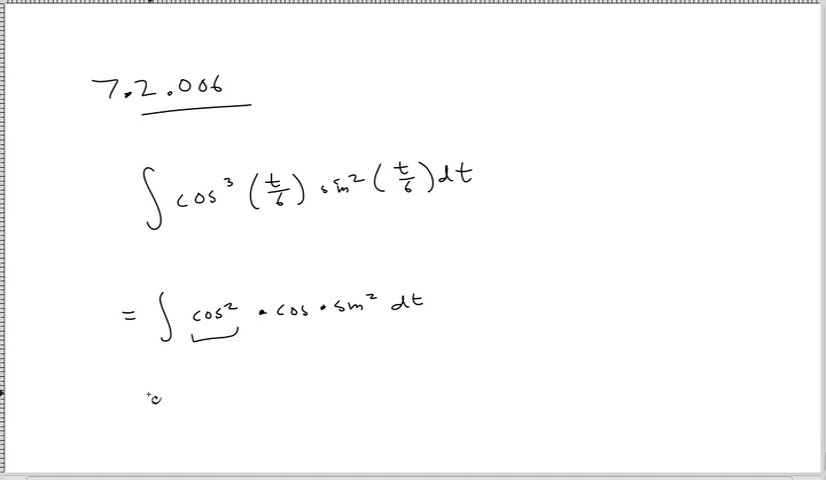 7.2.006
∫ cos³ (t/6) sin² (t/6) dt
= ∫ cos² · cos · sin² dt
c